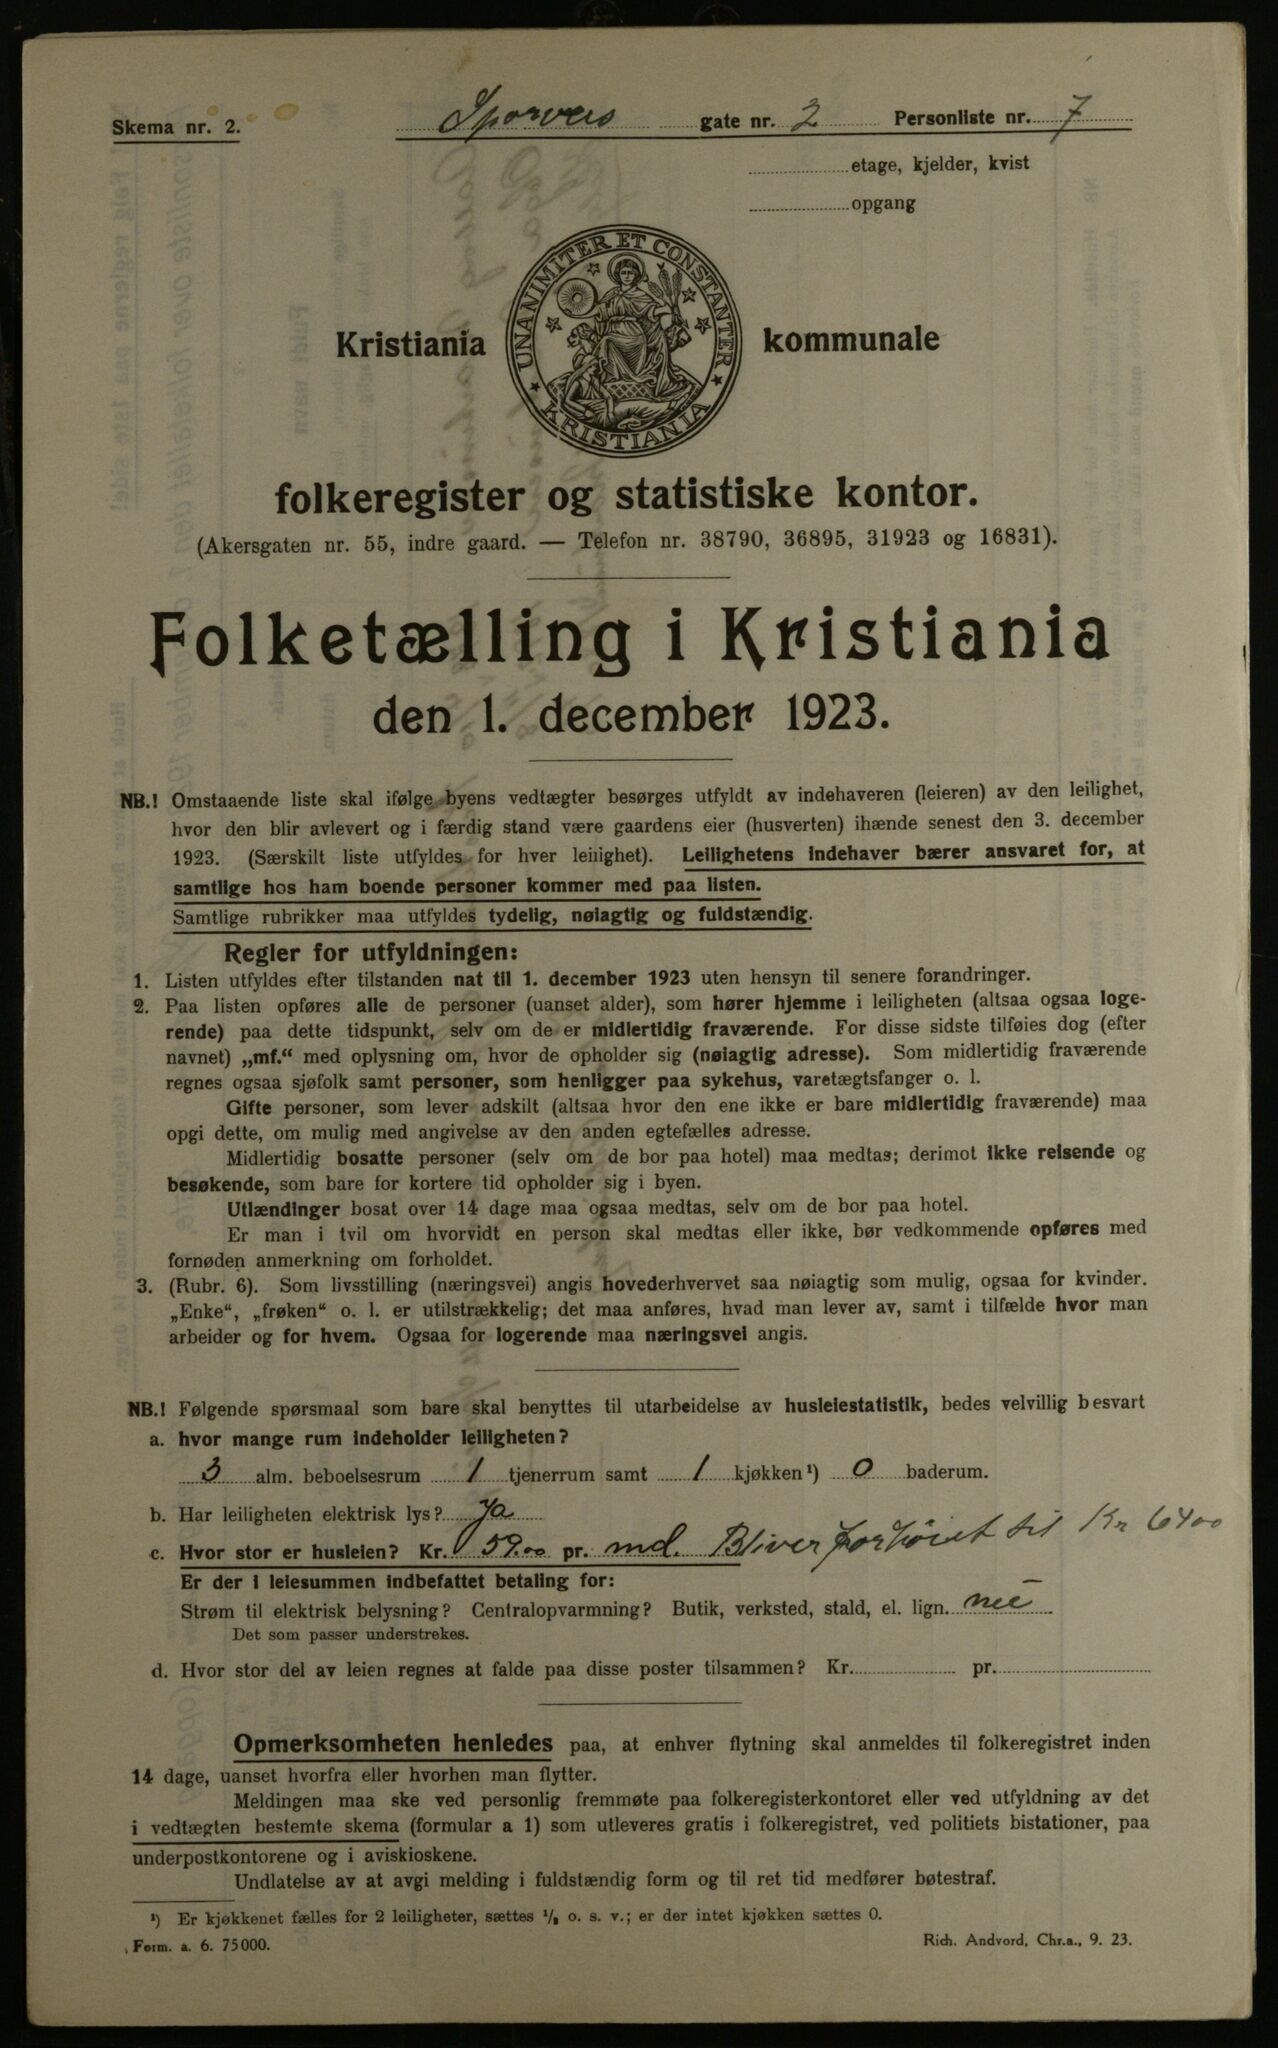 Skema nr. 2.
Sporveis gate nr. 2 Personliste nr. 7
etage, kjelder, kvist
opgang
UNANIMITER ET CONSTANTER
KRISTIANIA
Kristiania kommunale
folkeregister og statistiske kontor.
(Akersgaten nr. 55, indre gaard. — Telefon nr. 38790, 36895, 31923 og 16831).
Folketælling i Kristiania
den 1. december 1923.
NB.! Omstaaende liste skal ifølge byens vedtægter besørges utfyldt av indehaveren (leieren) av den leilighet,
hvor den blir avlevert og i færdig stand være gaardens eier (husverten) ihænde senest den 3. december
1923. (Særskilt liste utfyldes for hver leilighet). Leilighetens indehaver bærer ansvaret for, at
samtlige hos ham boende personer kommer med paa listen.
Samtlige rubrikker maa utfyldes tydelig, nøiagtig og fuldstændig.
Regler for utfyldningen:
1. Listen utfyldes efter tilstanden nat til 1. december 1923 uten hensyn til senere forandringer.
2. Paa listen opføres alle de personer (uanset alder), som hører hjemme i leiligheten (altsaa ogsaa loge-
rende) paa dette tidspunkt, selv om de er midlertidig fraværende. For disse sidste tilføies dog (efter
navnet) „mf.“ med oplysning om, hvor de opholder sig (nøiagtig adresse). Som midlertidig fraværende
regnes ogsaa sjøfolk samt personer, som henligger paa sykehus, varetægtsfanger o. l.
Gifte personer, som lever adskilt (altsaa hvor den ene ikke er bare midlertidig fraværende) maa
opgi dette, om mulig med angivelse av den anden egtefælles adresse.
Midlertidig bosatte personer (selv om de bor paa hotel) maa medtas; derimot ikke reisende og
besøkende, som bare for kortere tid opholder sig i byen.
Utlændinger bosat over 14 dage maa ogsaa medtas, selv om de bor paa hotel.
Er man i tvil om hvorvidt en person skal medtas eller ikke, bør vedkommende opføres med
fornøden anmerkning om forholdet.
3. (Rubr. 6). Som livsstilling (næringsvei) angis hovederhvervet saa nøiagtig som mulig, ogsaa for kvinder.
„Enke“, „frøken“ o. l. er utilstrækkelig; det maa anføres, hvad man lever av, samt i tilfælde hvor man
arbeider og for hvem. Ogsaa for logerende maa næringsvei angis.
NB.! Følgende spørsmaal som bare skal benyttes til utarbeidelse av husleiestatistik, bedes velvillig besvart
a. hvor mange rum indeholder leiligheten?
3 alm. beboelsesrum 1 tjenerrum samt 1 kjøkken¹) 0 baderum.
b. Har leiligheten elektrisk lys? Ja
c. Hvor stor er husleien? Kr. 59.00 pr. md. Bliver forhöiet til Kr 6400
Er der i leiesummen indbefattet betaling for:
Strøm til elektrisk belysning? Centralopvarmning? Butik, verksted, stald, el. lign. nei
Det som passer understrekes.
d. Hvor stor del av leien regnes at falde paa disse poster tilsammen? Kr. pr.
Opmerksomheten henledes paa, at enhver flytning skal anmeldes til folkeregistret inden
14 dage, uanset hvorfra eller hvorhen man flytter.
Meldingen maa ske ved personlig fremmøte paa folkeregisterkontoret eller ved utfyldning av det
i vedtægten bestemte skema (formular a 1) som utleveres gratis i folkeregistret, ved politiets bistationer, paa
underpostkontorene og i aviskioskene.
Undlatelse av at avgi melding i fuldstændig form og til ret tid medfører bøtestraf.
¹) Er kjøkkenet fælles for 2 leiligheter, sættes ½ o. s. v.; er der intet kjøkken sættes 0.
Form. a. 6. 75000.
Rich. Andvord, Chr.a., 9. 23.